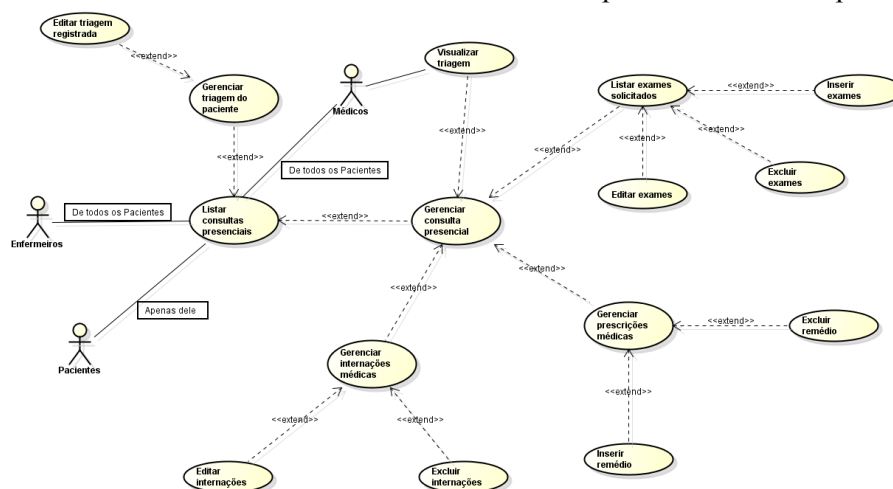 Editar triagem
registrada
<<extend>>
Gerenciar
triagem do
paciente
Médicos
Visualizar
triagem
Listar exames
solicitados
<<extend>>
Inserir
exames
<<extend>>
<<extend>>
<<extend>>
<<extend>>
<<extend>>
<<extend>>
De todos os Pacientes
Editar exames
Excluir
exames
De todos os Pacientes
Enfermeiros
Listar
consultas
presenciais
<<extend>>
Gerenciar
consulta
presencial
<<extend>>
<<extend>>
Apenas dele
Pacientes
Gerenciar
internações
médicas
Gerenciar
prescrições
médicas
<<extend>>
Excluir
remédio
<<extend>>
<<extend>>
<<extend>>
Editar
internações
Excluir
internações
Inserir
remédio